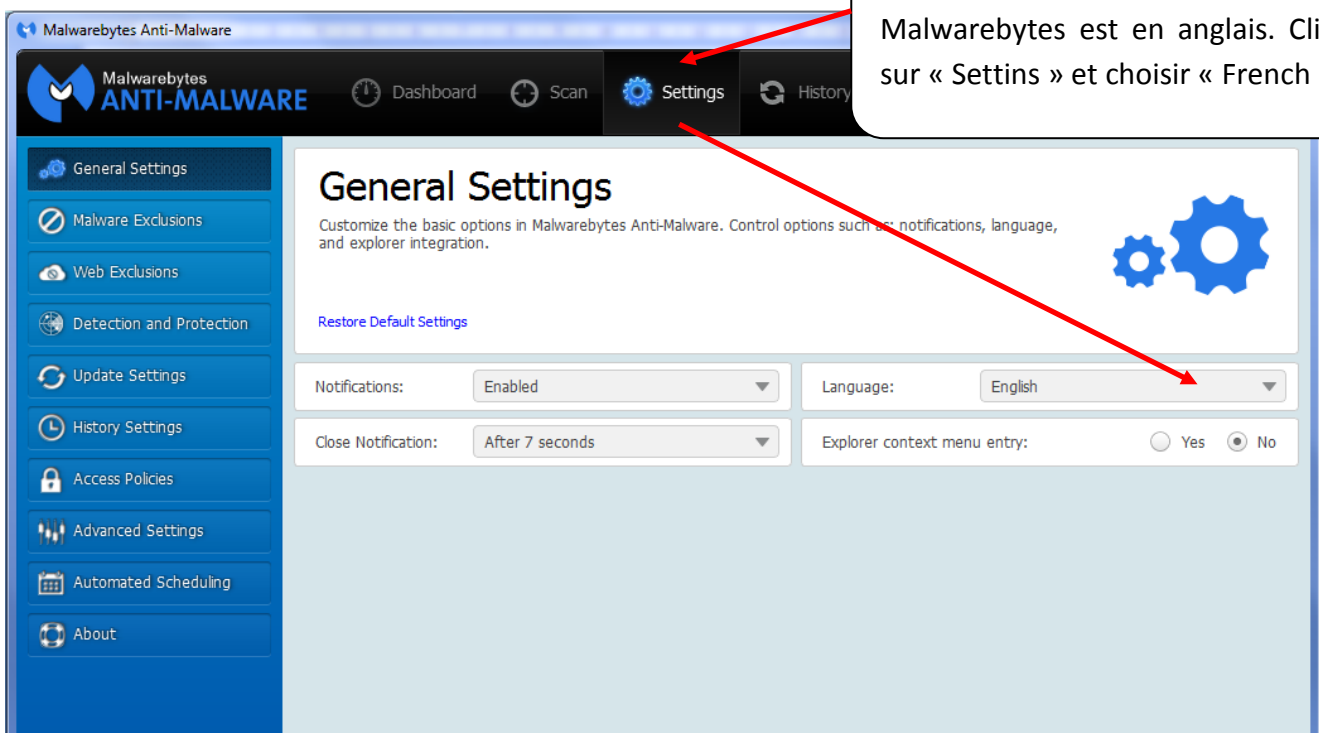 Malwarebytes Anti-Malware
Malwarebytes est en anglais. Cli
sur « Settins » et choisir « French
Malwarebytes
ANTI-MALWARE
Dashboard
Scan
Settings
History
General Settings
Malware Exclusions
Web Exclusions
Detection and Protection
Update Settings
History Settings
Access Policies
Advanced Settings
Automated Scheduling
About
General Settings
Customize the basic options in Malwarebytes Anti-Malware. Control options such as: notifications, language,
and explorer integration.
Restore Default Settings
Notifications: Enabled
Language: English
Close Notification: After 7 seconds
Explorer context menu entry: Yes No